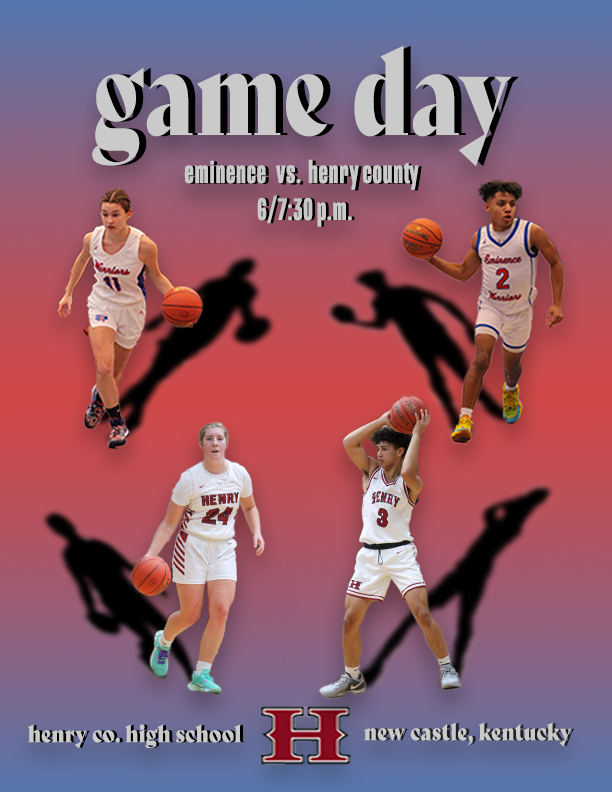 game day
eminence vs. henry county
6/7:30 p.m.
Warriors
11
Eminence
2
Warriors
HENRY
24
HENRY
3
H
henry co. high school
H
new castle, kentucky